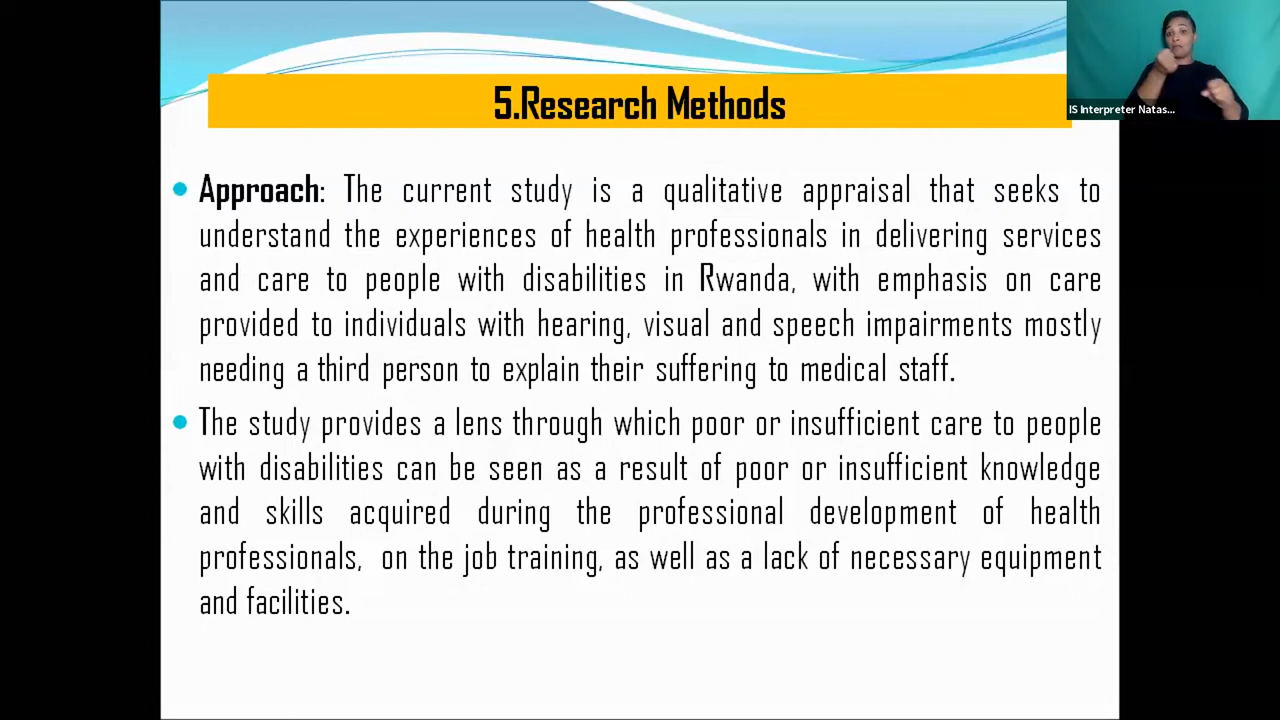 5.Research Methods
IS Interpreter Natas...
Approach: The current study is a qualitative appraisal that seeks to
understand the experiences of health professionals in delivering services
and care to people with disabilities in Rwanda, with emphasis on care
provided to individuals with hearing, visual and speech impairments mostly
needing a third person to explain their suffering to medical staff.
The study provides a lens through which poor or insufficient care to people
with disabilities can be seen as a result of poor or insufficient knowledge
and skills acquired during the professional development of health
professionals, on the job training, as well as a lack of necessary equipment
and facilities.